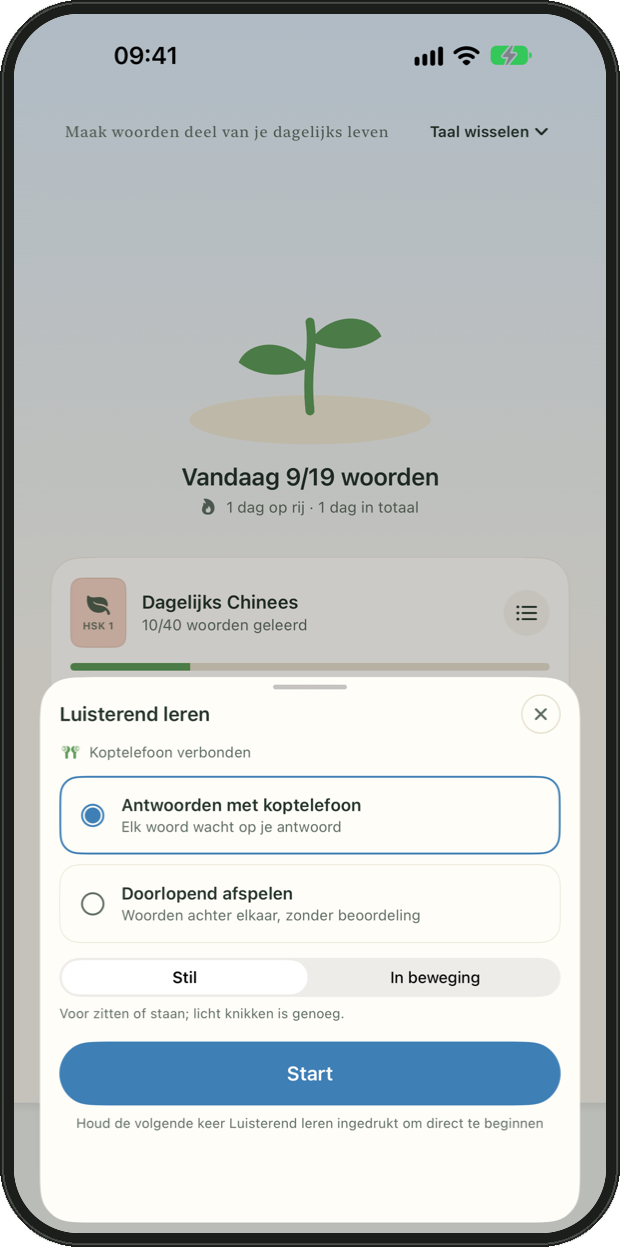 09:41
Maak woorden deel van je dagelijks leven
Taal wisselen
Vandaag 9/19 woorden
1 dag op rij · 1 dag in totaal
HSK 1
Dagelijks Chinees
10/40 woorden geleerd
Luisterend leren
Koptelefoon verbonden
Antwoorden met koptelefoon
Elk woord wacht op je antwoord
Doorlopend afspelen
Woorden achter elkaar, zonder beoordeling
Stil
In beweging
Voor zitten of staan; licht knikken is genoeg.
Start
Houd de volgende keer Luisterend leren ingedrukt om direct te beginnen